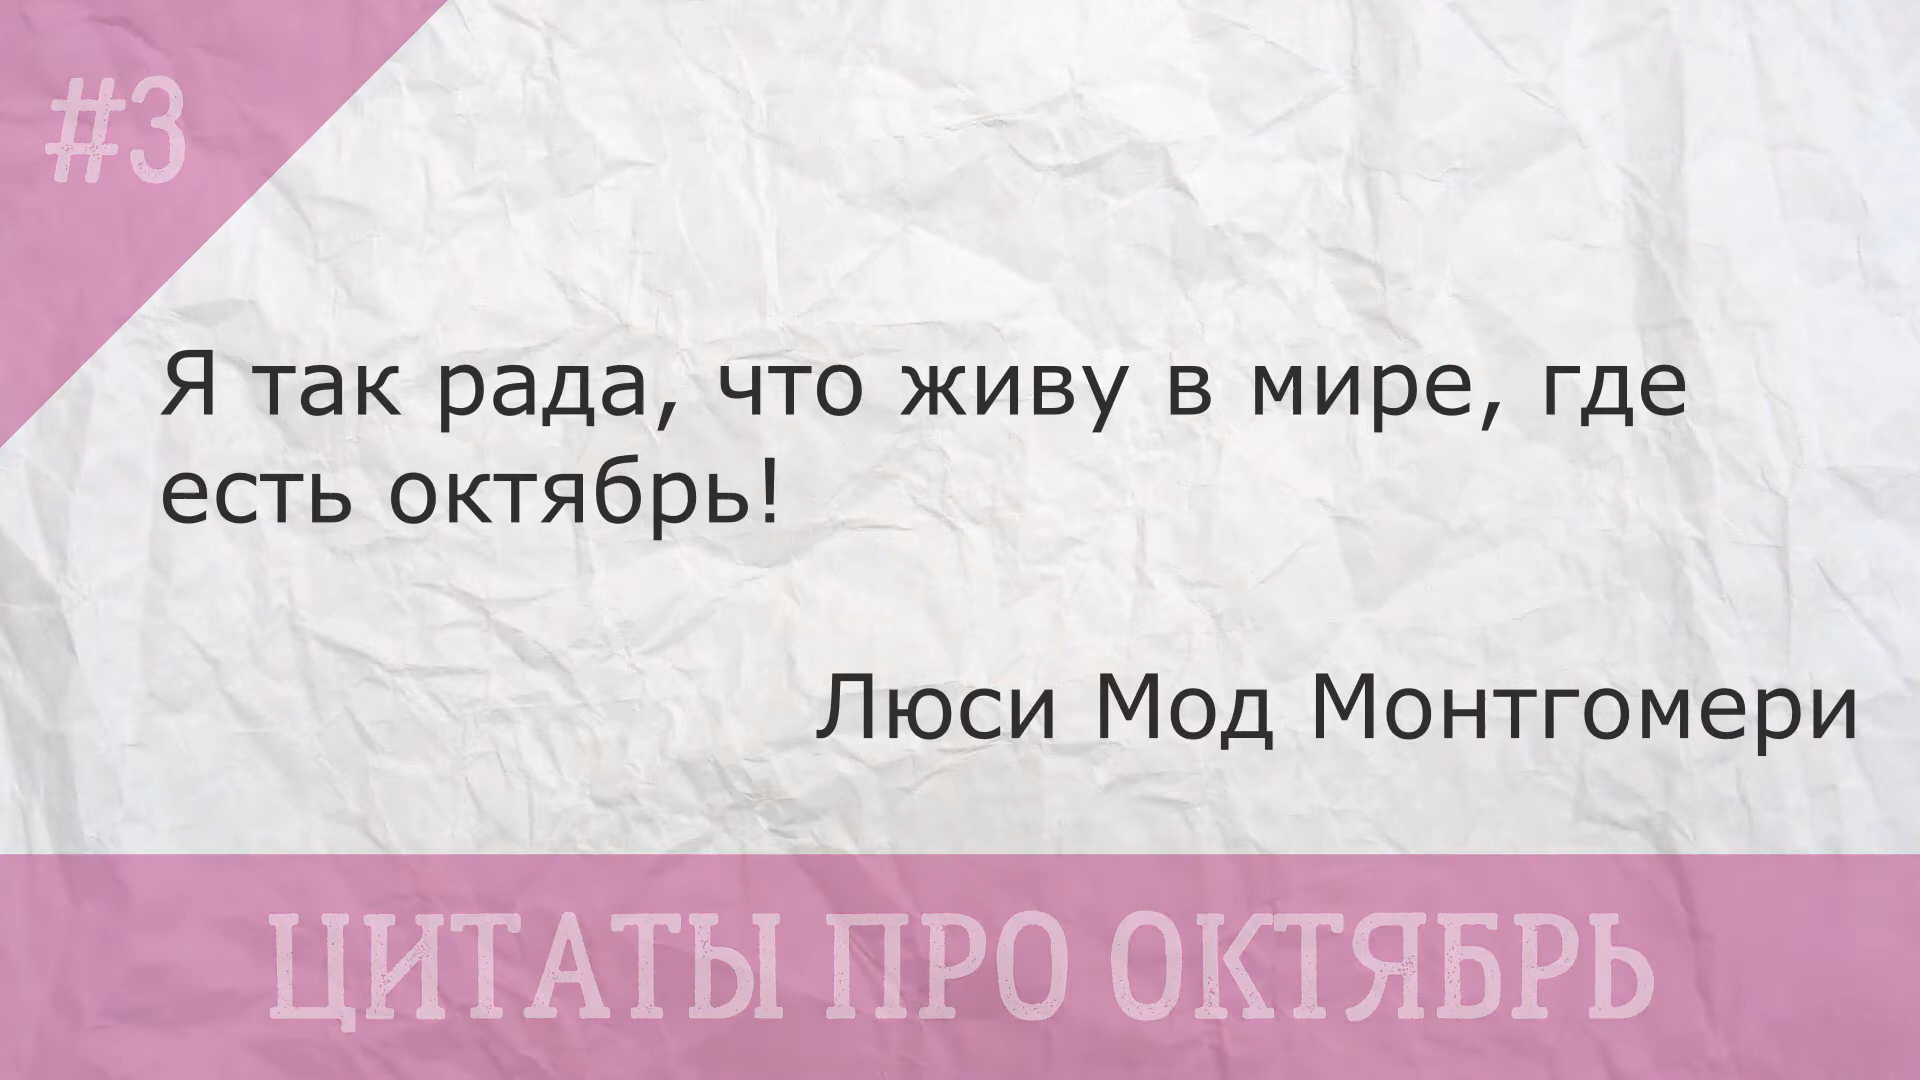 #3
Я так рада, что живу в мире, где
есть октябрь!
Люси Мод Монтгомери
ЦИТАТЫ ПРО ОКТЯБРЬ